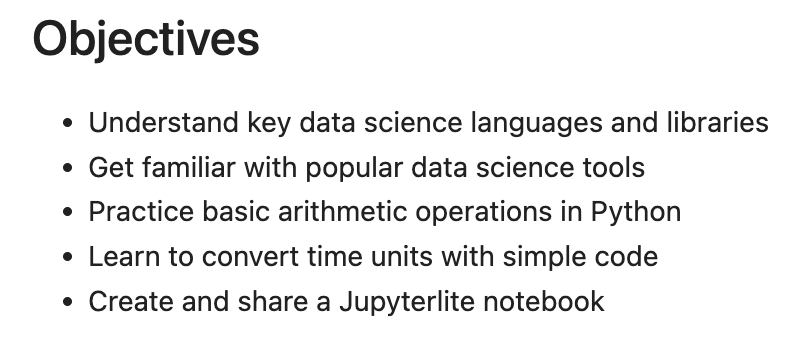 Objectives
• Understand key data science languages and libraries
• Get familiar with popular data science tools
• Practice basic arithmetic operations in Python
• Learn to convert time units with simple code
• Create and share a Jupyterlite notebook